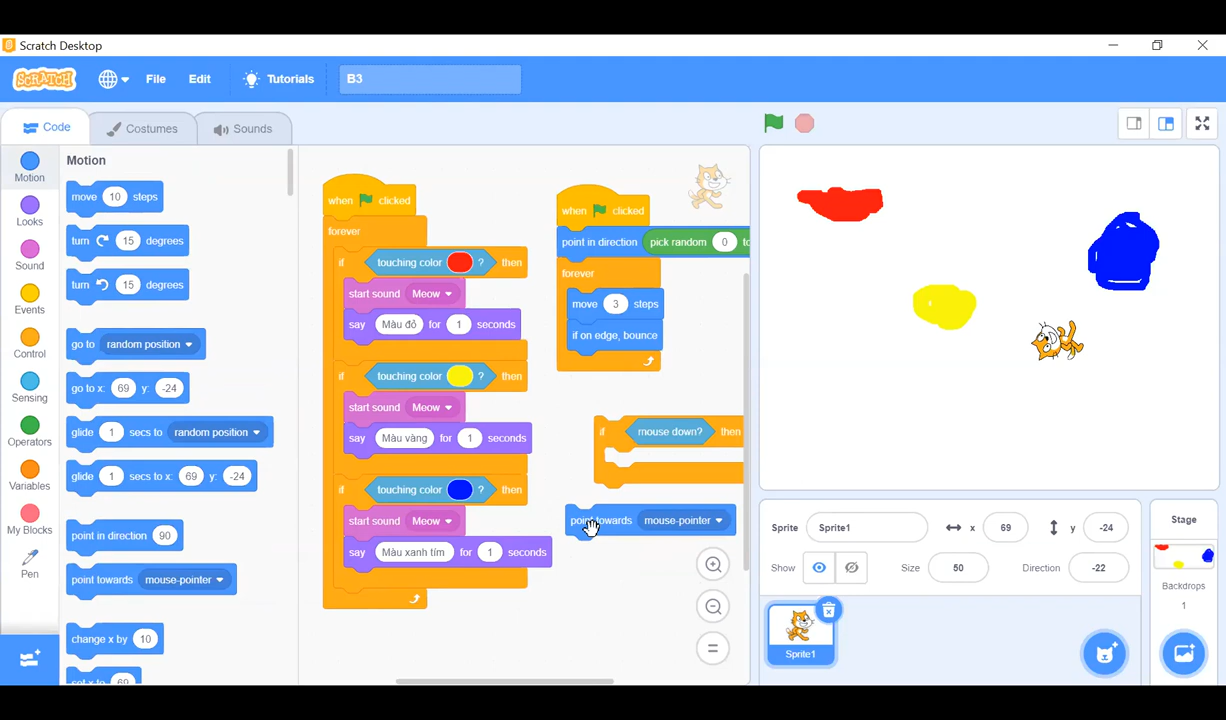 Scratch Desktop
SCRATCH
File
Edit
Tutorials
B3
Code
Costumes
Sounds
Motion
Looks
Sound
Events
Control
Sensing
Operators
Variables
My Blocks
Pen
Motion
move 10 steps
turn 15 degrees
turn 15 degrees
go to random position
go to x: 69 y: -24
glide 1 secs to random position
glide 1 secs to x: 69 y: -24
point in direction 90
point towards mouse-pointer
change x by 10
set x to 69
when clicked
forever
if touching color ? then
start sound Meow
say Màu đỏ for 1 seconds
if touching color ? then
start sound Meow
say Màu vàng for 1 seconds
if touching color ? then
start sound Meow
say Màu xanh tím for 1 seconds
when clicked
point in direction pick random 0 to
forever
move 3 steps
if on edge, bounce
if mouse down? then
point towards mouse-pointer
Sprite Sprite1 x 69 y -24
Show Size 50 Direction -22
Sprite1
Stage
Backdrops
1